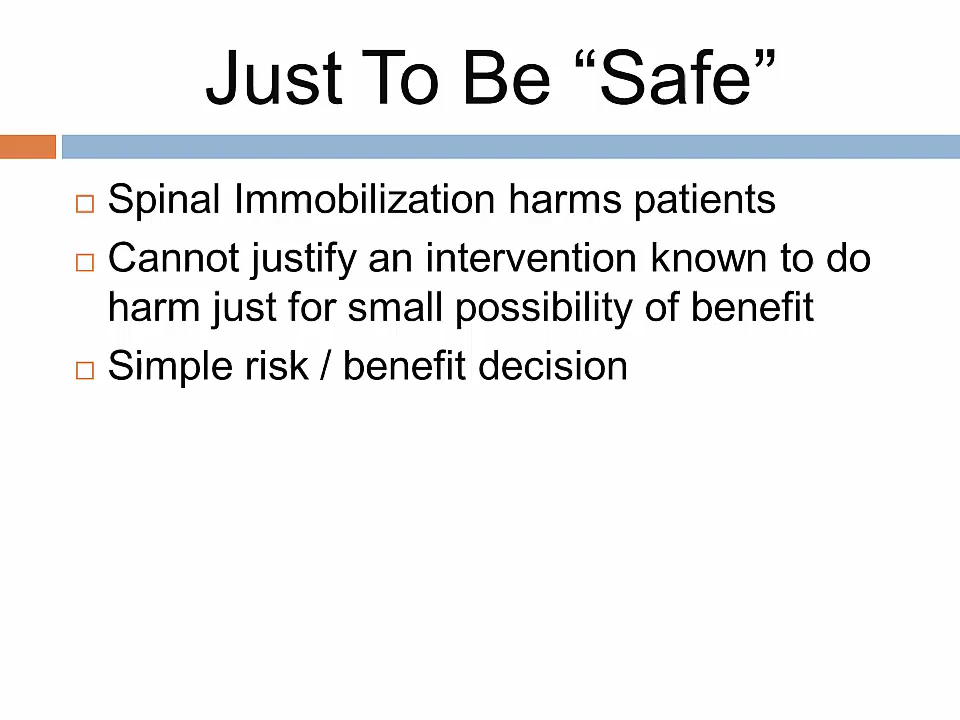 Just To Be “Safe”
Spinal Immobilization harms patients
Cannot justify an intervention known to do
harm just for small possibility of benefit
Simple risk / benefit decision